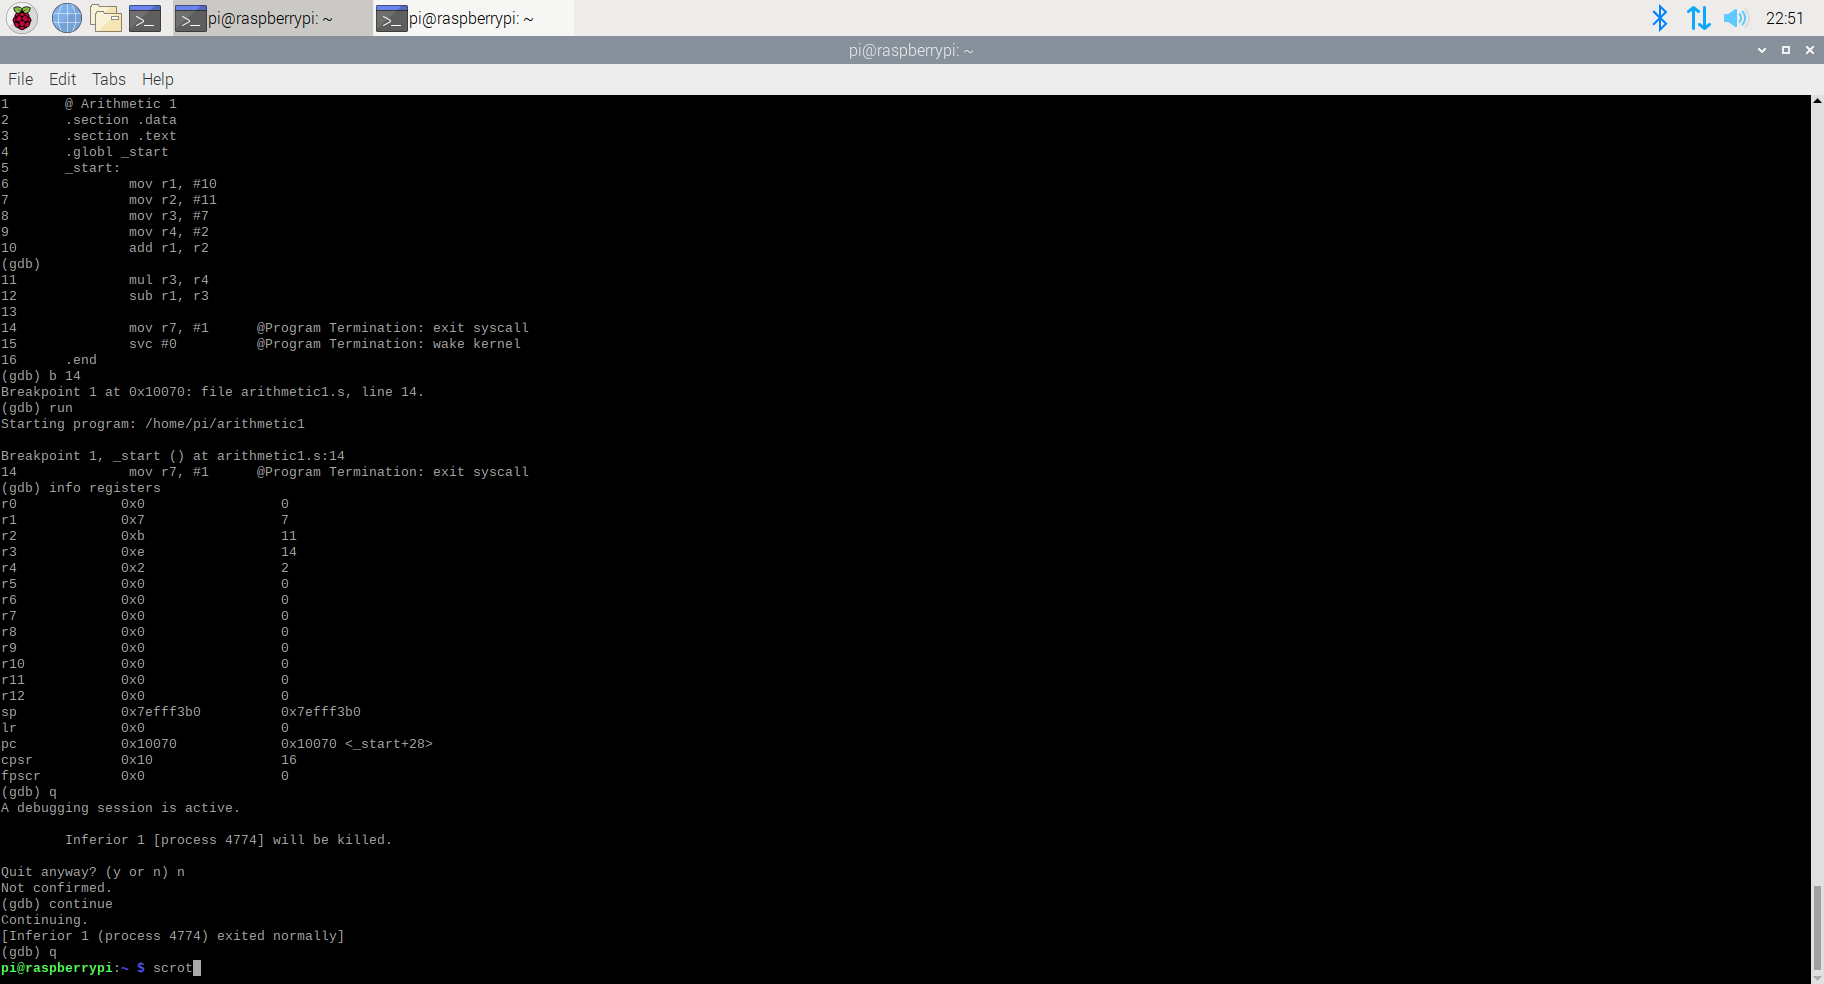 pi@raspberrypi: ~ pi@raspberrypi: ~ 22:51
pi@raspberrypi: ~
File Edit Tabs Help
1       @ Arithmetic 1
2       .section .data
3       .section .text
4       .globl _start
5       _start:
6               mov r1, #10
7               mov r2, #11
8               mov r3, #7
9               mov r4, #2
10              add r1, r2
(gdb)
11              mul r3, r4
12              sub r1, r3
13
14              mov r7, #1      @Program Termination: exit syscall
15              svc #0          @Program Termination: wake kernel
16      .end
(gdb) b 14
Breakpoint 1 at 0x10070: file arithmetic1.s, line 14.
(gdb) run
Starting program: /home/pi/arithmetic1
Breakpoint 1, _start () at arithmetic1.s:14
14              mov r7, #1      @Program Termination: exit syscall
(gdb) info registers
r0             0x0                 0
r1             0x7                 7
r2             0xb                 11
r3             0xe                 14
r4             0x2                 2
r5             0x0                 0
r6             0x0                 0
r7             0x0                 0
r8             0x0                 0
r9             0x0                 0
r10            0x0                 0
r11            0x0                 0
r12            0x0                 0
sp             0x7efff3b0          0x7efff3b0
lr             0x0                 0
pc             0x10070             0x10070 <_start+28>
cpsr           0x10                16
fpscr          0x0                 0
(gdb) q
A debugging session is active.
        Inferior 1 [process 4774] will be killed.
Quit anyway? (y or n) n
Not confirmed.
(gdb) continue
Continuing.
[Inferior 1 (process 4774) exited normally]
(gdb) q
pi@raspberrypi:~ $ scrot